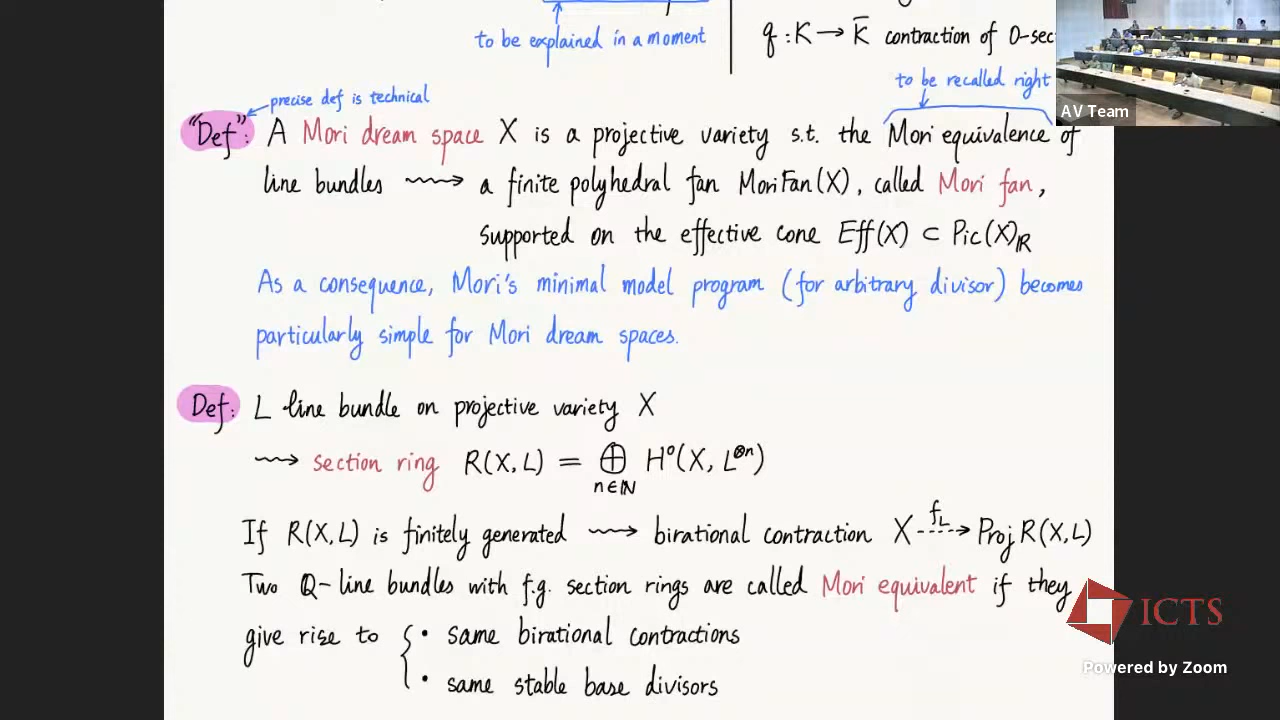 to be explained in a moment
q : K → K̄ contraction of 0-sec
to be recalled right
AV Team
precise def is technical
"Def": A Mori dream space X is a projective variety s.t. the Mori equivalence of
line bundles ⇝ a finite polyhedral fan MoriFan(X), called Mori fan,
supported on the effective cone Eff(X) ⊂ Pic(X)_ℝ
As a consequence, Mori's minimal model program (for arbitrary divisor) becomes
particularly simple for Mori dream spaces.
Def: L line bundle on projective variety X
⇝ section ring R(X, L) = ⊕_{n∈ℕ} H⁰(X, L^{⊗n})
If R(X, L) is finitely generated ⇝ birational contraction X ⇢^{f_L} Proj R(X, L)
Two Q-line bundles with f.g. section rings are called Mori equivalent if they
give rise to { • same birational contractions
• same stable base divisors
ICTS
Powered by Zoom